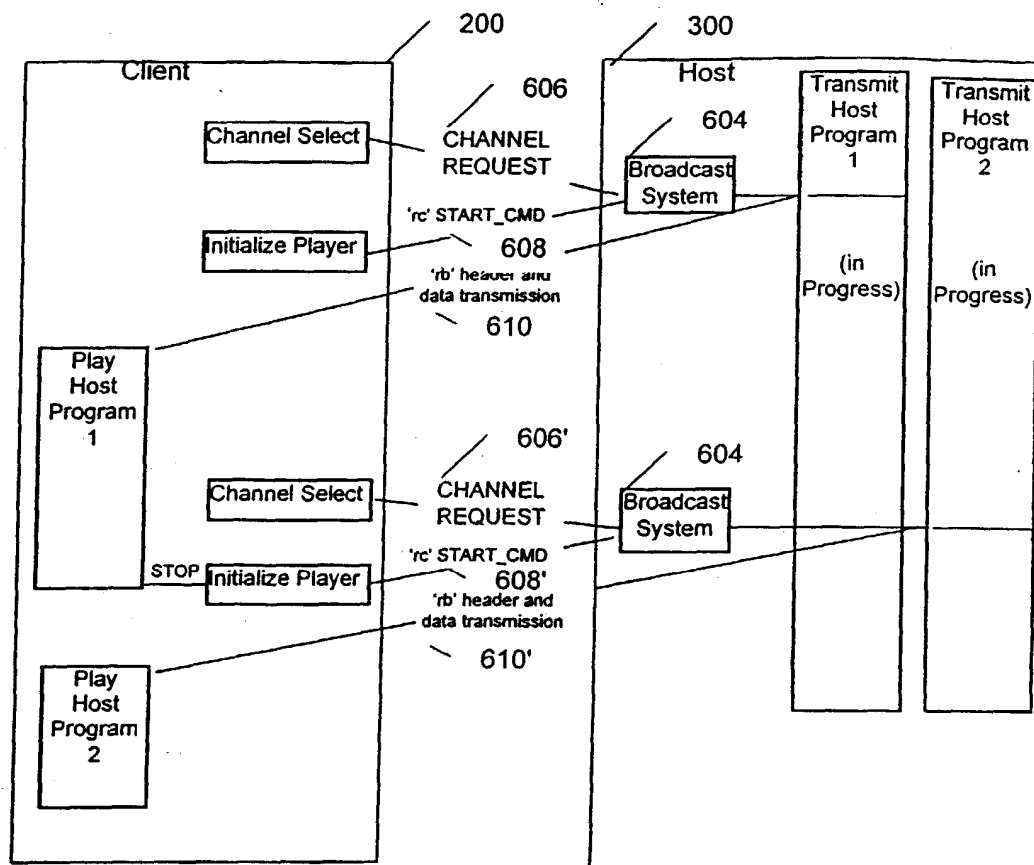 200
300
Client
Host
606
Channel Select
CHANNEL
REQUEST
604
Broadcast
System
Transmit
Host
Program
1
Transmit
Host
Program
2
'rc' START_CMD
Initialize Player
608
(in
Progress)
(in
Progress)
'rb' header and
data transmission
610
Play
Host
Program
1
606'
604
Channel Select
CHANNEL
REQUEST
Broadcast
System
'rc' START_CMD
STOP
Initialize Player
608'
'rb' header and
data transmission
610'
Play
Host
Program
2